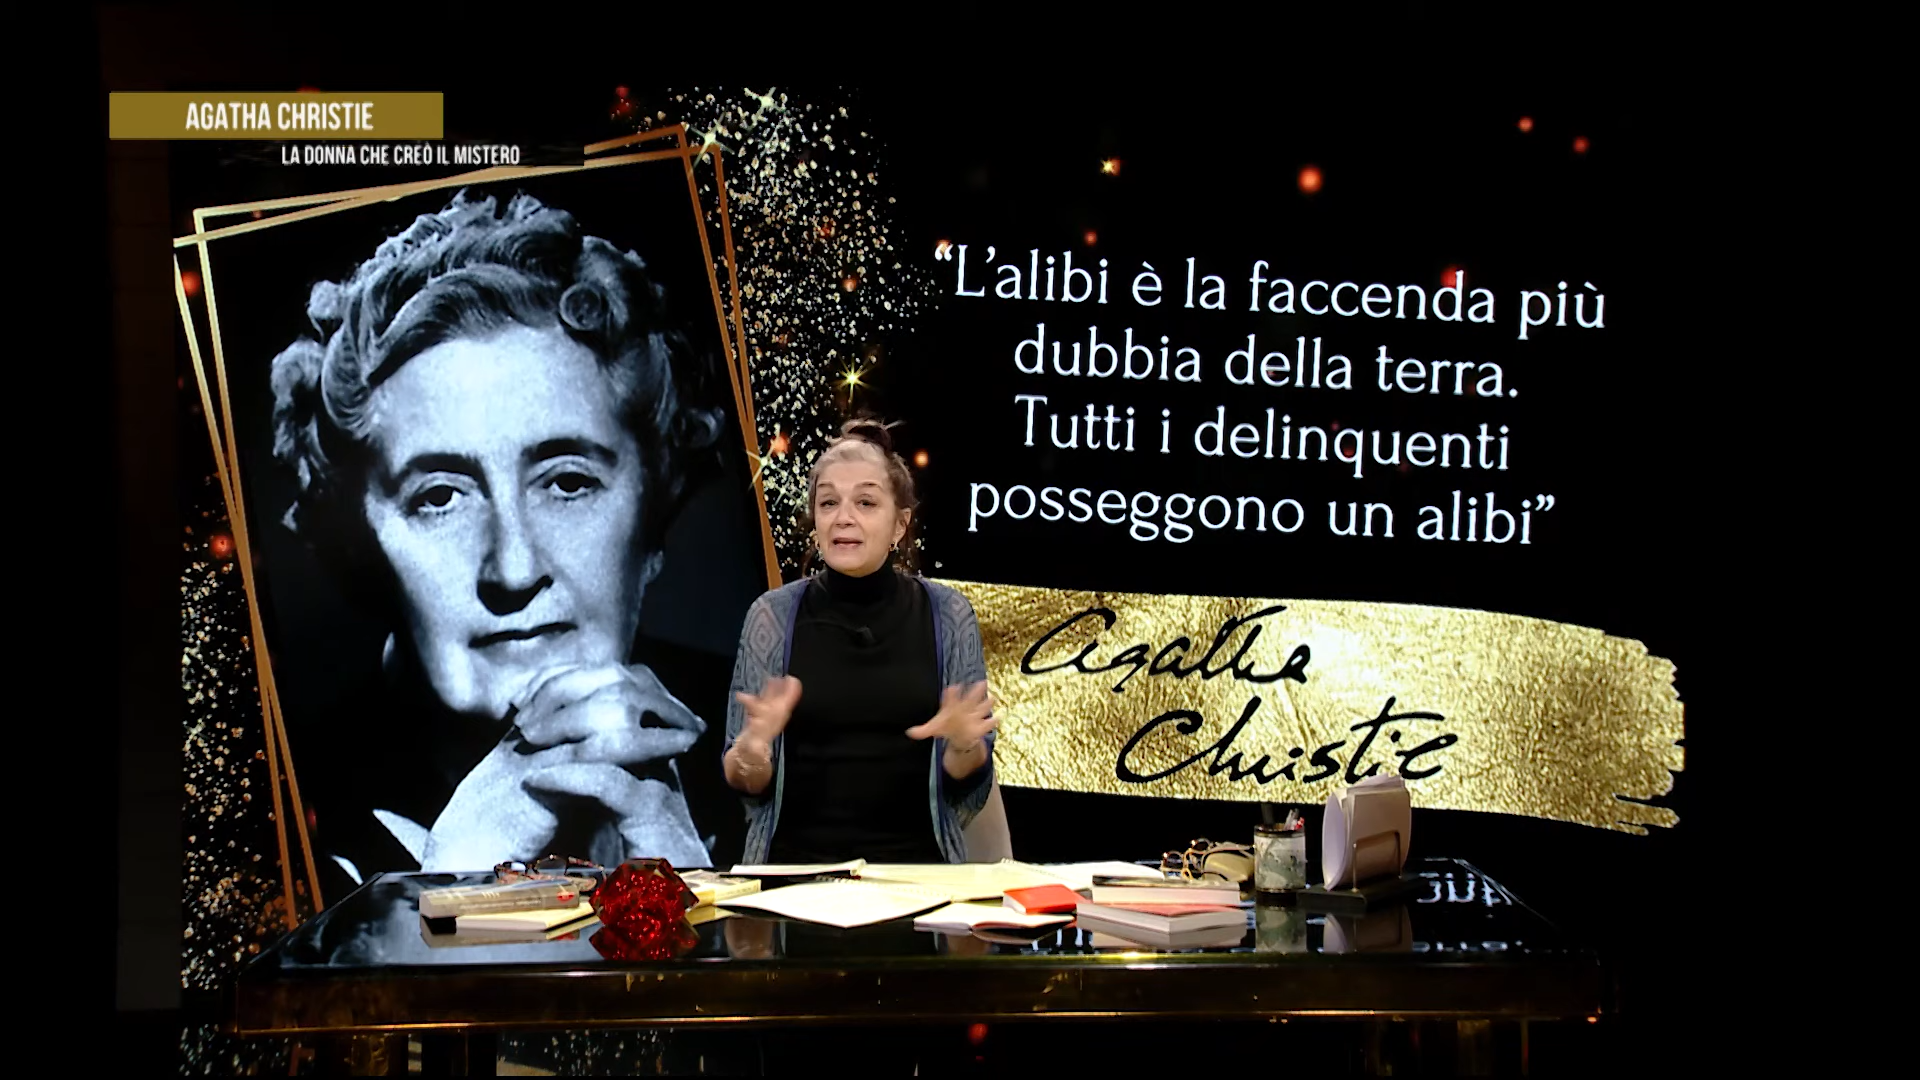 AGATHA CHRISTIE
LA DONNA CHE CREÒ IL MISTERO
“L’alibi è la faccenda più
dubbia della terra.
Tutti i delinquenti
posseggono un alibi”
Agatha
Christie